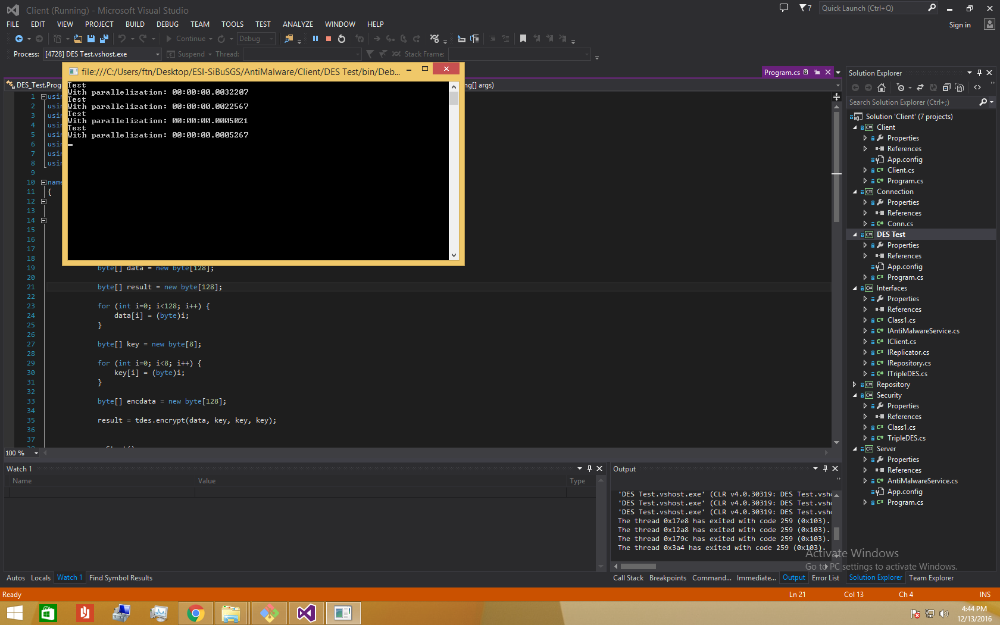 Client (Running) - Microsoft Visual Studio
7
Quick Launch (Ctrl+Q)
FILE EDIT VIEW PROJECT BUILD DEBUG TEAM TOOLS TEST ANALYZE WINDOW HELP
Sign in
Continue
Debug
Process: [4728] DES Test.vshost.exe Suspend Thread: Stack Frame:
file:///C:/Users/ftn/Desktop/ESI-SiBuSGS/AntiMalware/Client/DES Test/bin/Deb...
Test
With parallelization: 00:00:00.0032207
Test
With parallelization: 00:00:00.0022567
Test
With parallelization: 00:00:00.0005021
Test
With parallelization: 00:00:00.0005267
Program.cs
DES_Test.Prog
ng[] args)
1 usin
2 usin
3 usin
4 usin
5 usin
6 usin
7 usin
8 usin
9
10 name
11 {
12
13
14
15
16
17
18
19 byte[] data = new byte[128];
20
21 byte[] result = new byte[128];
22
23 for (int i=0; i<128; i++) {
24 data[i] = (byte)i;
25 }
26
27 byte[] key = new byte[8];
28
29 for (int i=0; i<8; i++) {
30 key[i] = (byte)i;
31 }
32
33 byte[] encdata = new byte[128];
34
35 result = tdes.encrypt(data, key, key, key);
36
37
100 %
Solution Explorer
Search Solution Explorer (Ctrl+;)
Solution 'Client' (7 projects)
C# Client
Properties
References
App.config
C# Client.cs
C# Program.cs
C# Connection
Properties
References
C# Conn.cs
C# DES Test
Properties
References
App.config
C# Program.cs
C# Interfaces
Properties
References
C# Class1.cs
C# IAntiMalwareService.cs
C# IClient.cs
C# IReplicator.cs
C# IRepository.cs
C# ITripleDES.cs
C# Repository
C# Security
Properties
References
C# Class1.cs
C# TripleDES.cs
C# Server
Properties
References
C# AntiMalwareService.cs
App.config
C# Program.cs
Watch 1
Name Value Type
Autos Locals Watch 1 Find Symbol Results
Output
'DES Test.vshost.exe' (CLR v4.0.30319: DES Test.vsh
'DES Test.vshost.exe' (CLR v4.0.30319: DES Test.vsh
'DES Test.vshost.exe' (CLR v4.0.30319: DES Test.vsh
The thread 0x17e8 has exited with code 259 (0x103).
The thread 0x12a8 has exited with code 259 (0x103).
The thread 0x179c has exited with code 259 (0x103).
The thread 0x3a4 has exited with code 259 (0x103).
Call Stack Breakpoints Command... Immediate... Output Error List
Activate Windows
Go to PC settings to activate Windows.
Solution Explorer Team Explorer
Ready
Ln 21 Col 13 Ch 4 INS
4:44 PM
12/13/2016